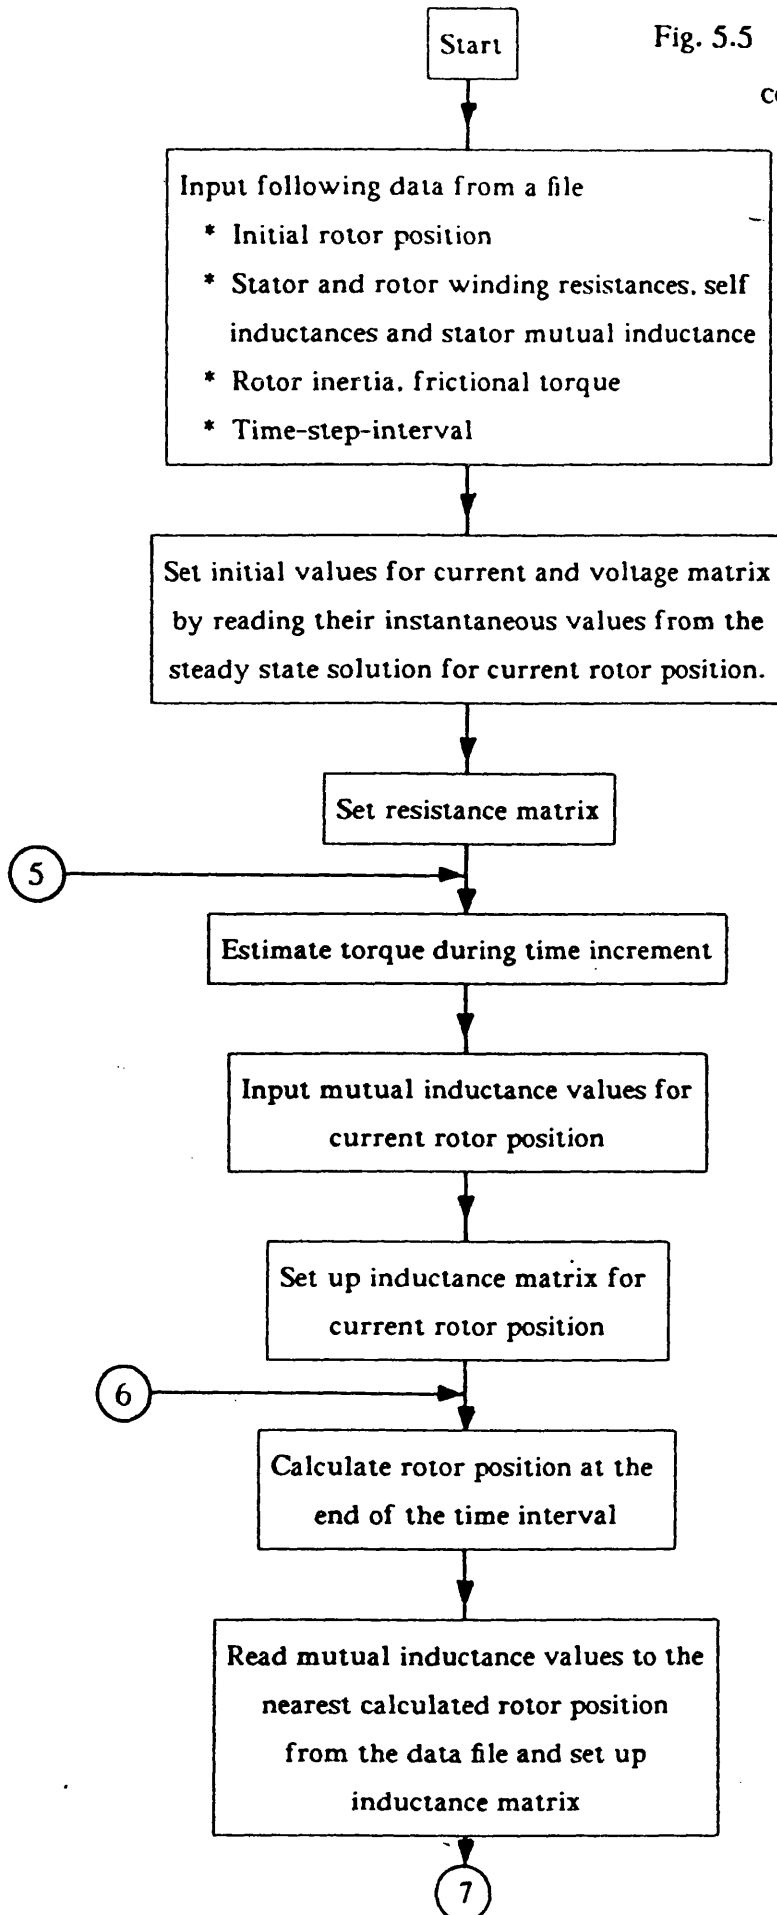 Start
Fig. 5.5
co
Input following data from a file
* Initial rotor position
* Stator and rotor winding resistances, self
inductances and stator mutual inductance
* Rotor inertia, frictional torque
* Time-step-interval
Set initial values for current and voltage matrix
by reading their instantaneous values from the
steady state solution for current rotor position.
Set resistance matrix
5
Estimate torque during time increment
Input mutual inductance values for
current rotor position
Set up inductance matrix for
current rotor position
6
Calculate rotor position at the
end of the time interval
Read mutual inductance values to the
nearest calculated rotor position
from the data file and set up
inductance matrix
7